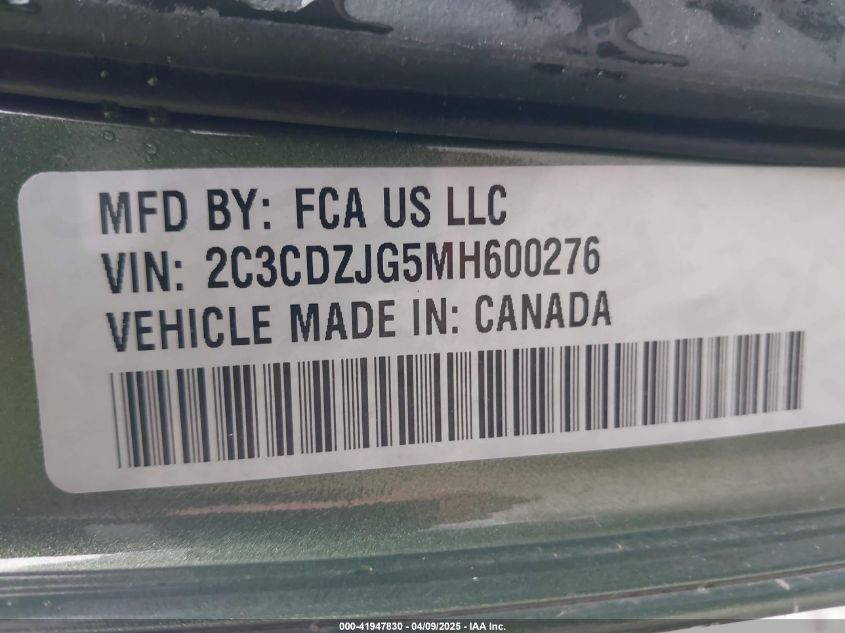 MFD BY: FCA US LLC
VIN: 2C3CDZJG5MH600276
VEHICLE MADE IN: CANADA
000-41947830 - 04/09/2025 - IAA Inc.